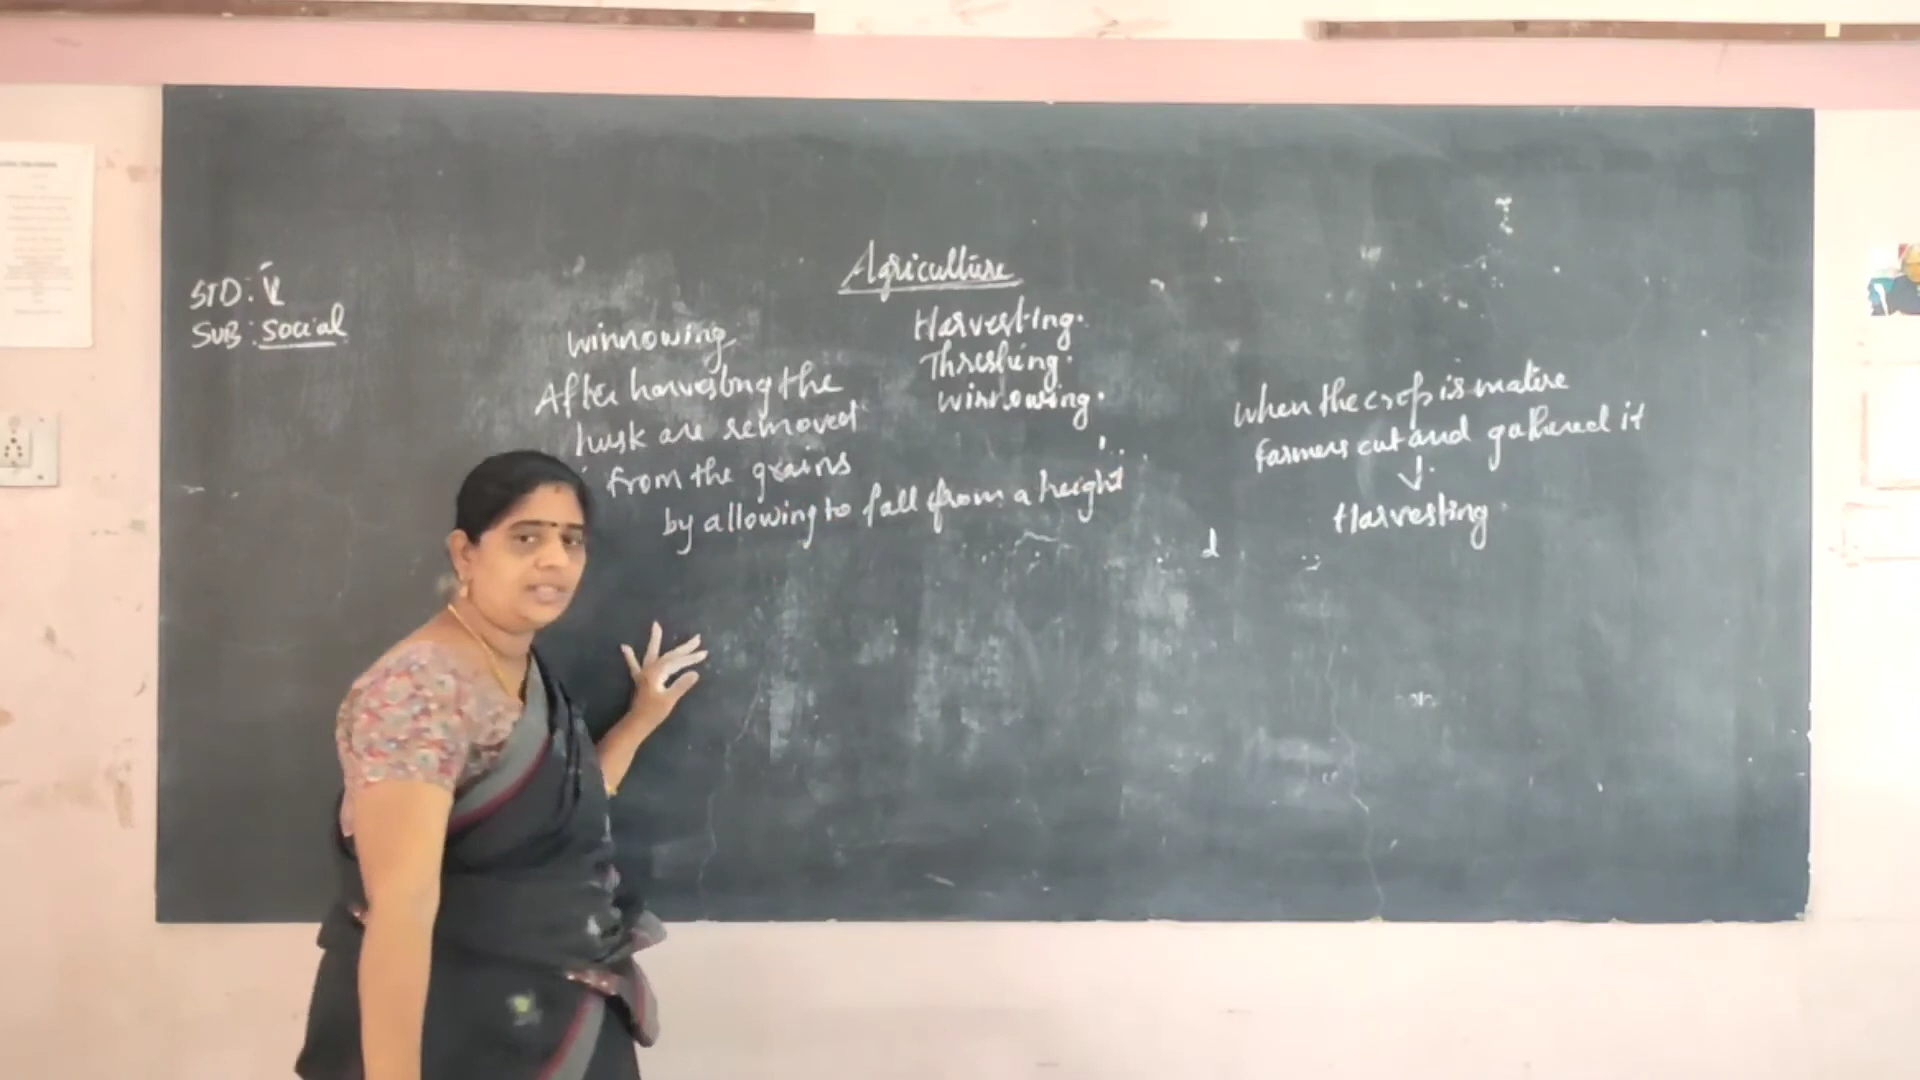 STD: V
SUB: Social
Agriculture
Harvesting.
Threshing.
winnowing.
winnowing
After harvesting the
husk are removed
from the grains
by allowing to fall from a height
when the crop is mature
farmers cut and gathered it
↓
Harvesting